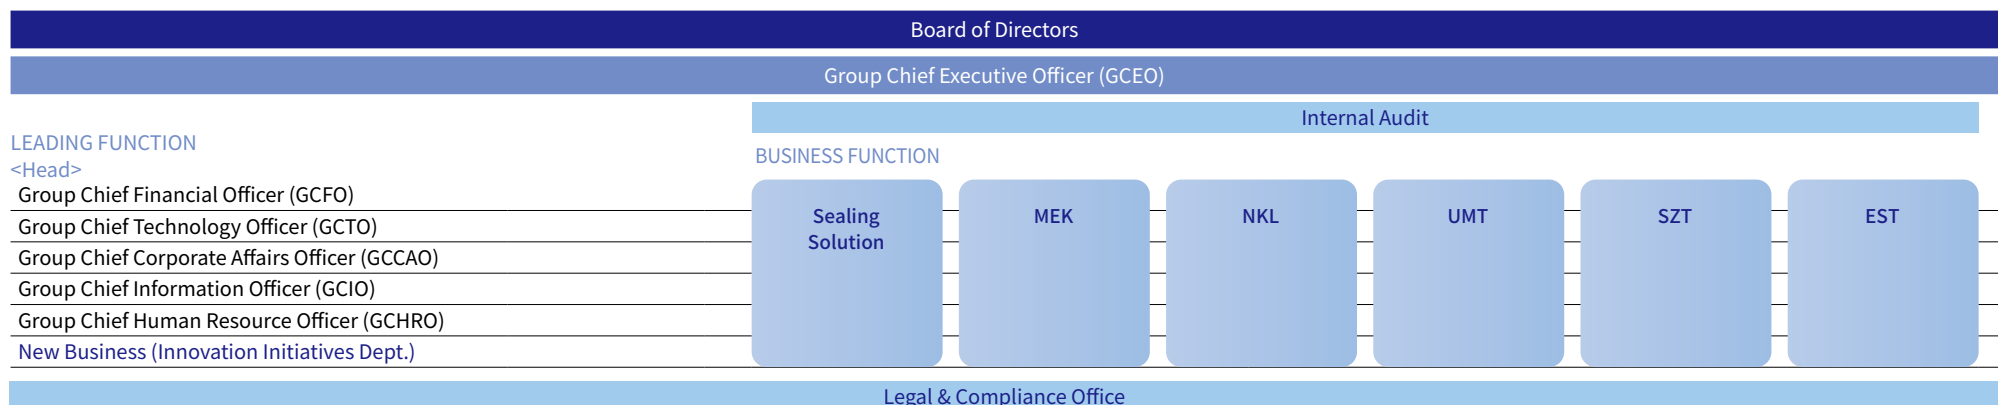 Board of Directors
Group Chief Executive Officer (GCEO)
Internal Audit
LEADING FUNCTION
<Head>
BUSINESS FUNCTION
Group Chief Financial Officer (GCFO)
Group Chief Technology Officer (GCTO)
Group Chief Corporate Affairs Officer (GCCAO)
Group Chief Information Officer (GCIO)
Group Chief Human Resource Officer (GCHRO)
New Business (Innovation Initiatives Dept.)
Sealing
Solution
MEK
NKL
UMT
SZT
EST
Legal & Compliance Office